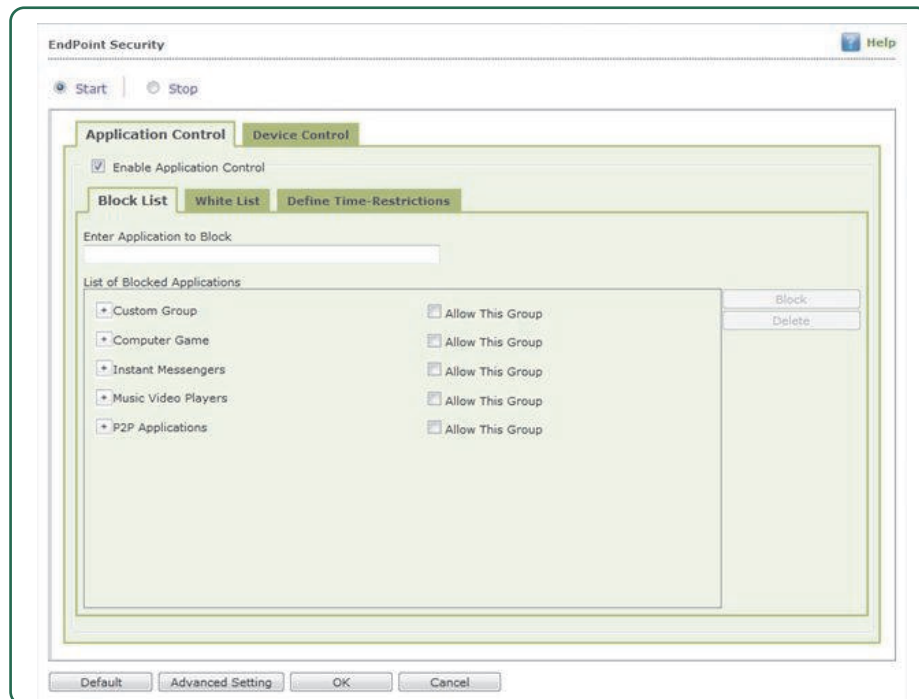 EndPoint Security Help
Start Stop
Application Control Device Control
Enable Application Control
Block List White List Define Time-Restrictions
Enter Application to Block
List of Blocked Applications
Custom Group Allow This Group Block
Computer Game Allow This Group Delete
Instant Messengers Allow This Group
Music Video Players Allow This Group
P2P Applications Allow This Group
Default Advanced Setting OK Cancel